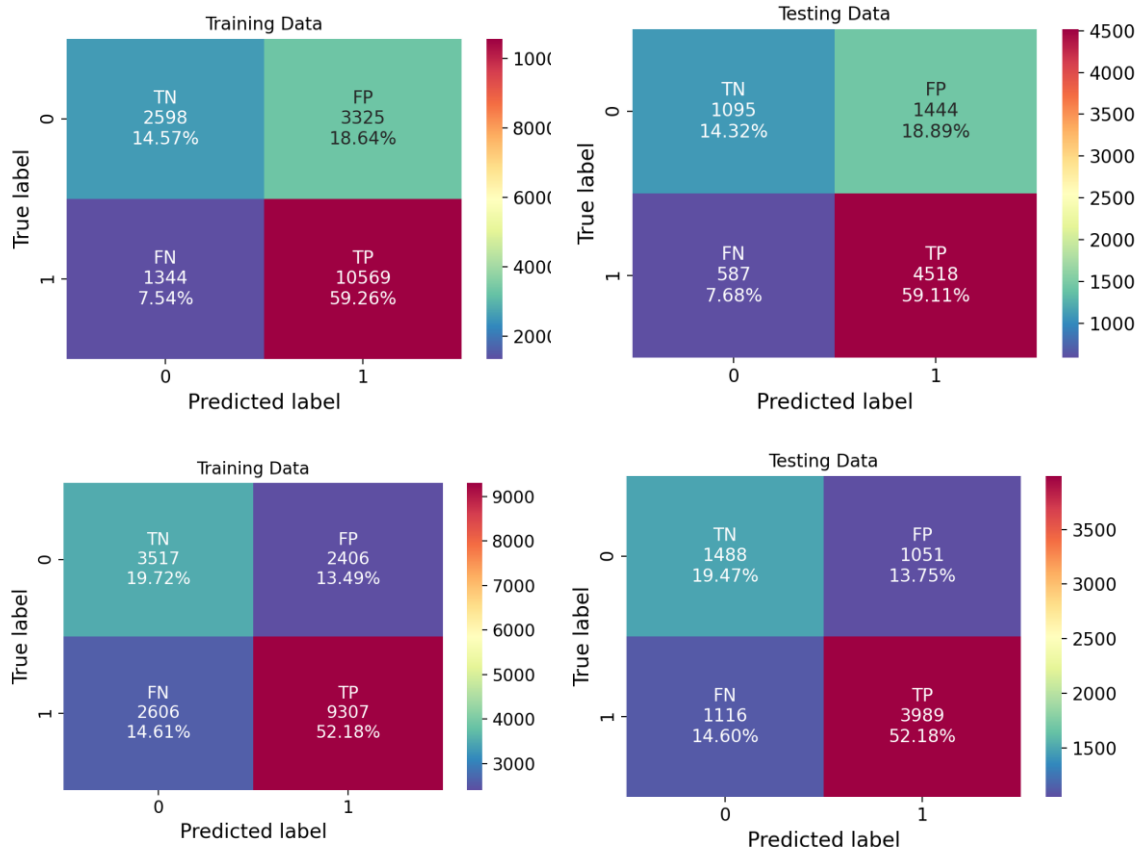 Training Data
TN
2598
14.57%
FP
3325
18.64%
FN
1344
7.54%
TP
10569
59.26%
0
1
True label
0
1
Predicted label
8000
6000
4000
2000
Testing Data
TN
1095
14.32%
FP
1444
18.89%
FN
587
7.68%
TP
4518
59.11%
0
1
True label
0
1
Predicted label
4500
4000
3500
3000
2500
2000
1500
1000
Training Data
TN
3517
19.72%
FP
2406
13.49%
FN
2606
14.61%
TP
9307
52.18%
0
1
True label
0
1
Predicted label
9000
8000
7000
6000
5000
4000
3000
Testing Data
TN
1488
19.47%
FP
1051
13.75%
FN
1116
14.60%
TP
3989
52.18%
0
1
True label
0
1
Predicted label
3500
3000
2500
2000
1500